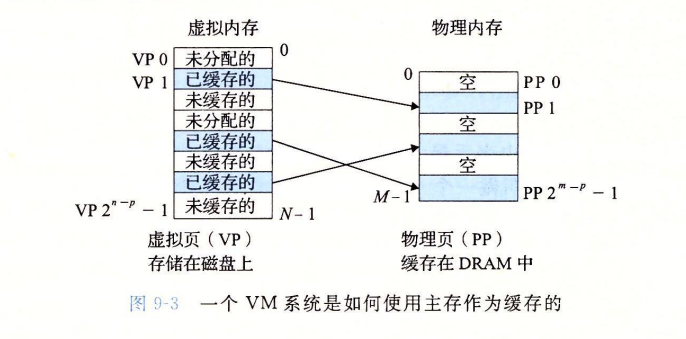 虚拟内存
物理内存
VP 0 未分配的 0
VP 1 已缓存的
未缓存的
未分配的
已缓存的
未缓存的
已缓存的
VP 2ⁿ⁻ᵖ − 1 未缓存的 N−1
0 空 PP 0
PP 1
空
空
M−1 PP 2ᵐ⁻ᵖ − 1
虚拟页（VP）
存储在磁盘上
物理页（PP）
缓存在 DRAM 中
图 9-3 一个 VM 系统是如何使用主存作为缓存的